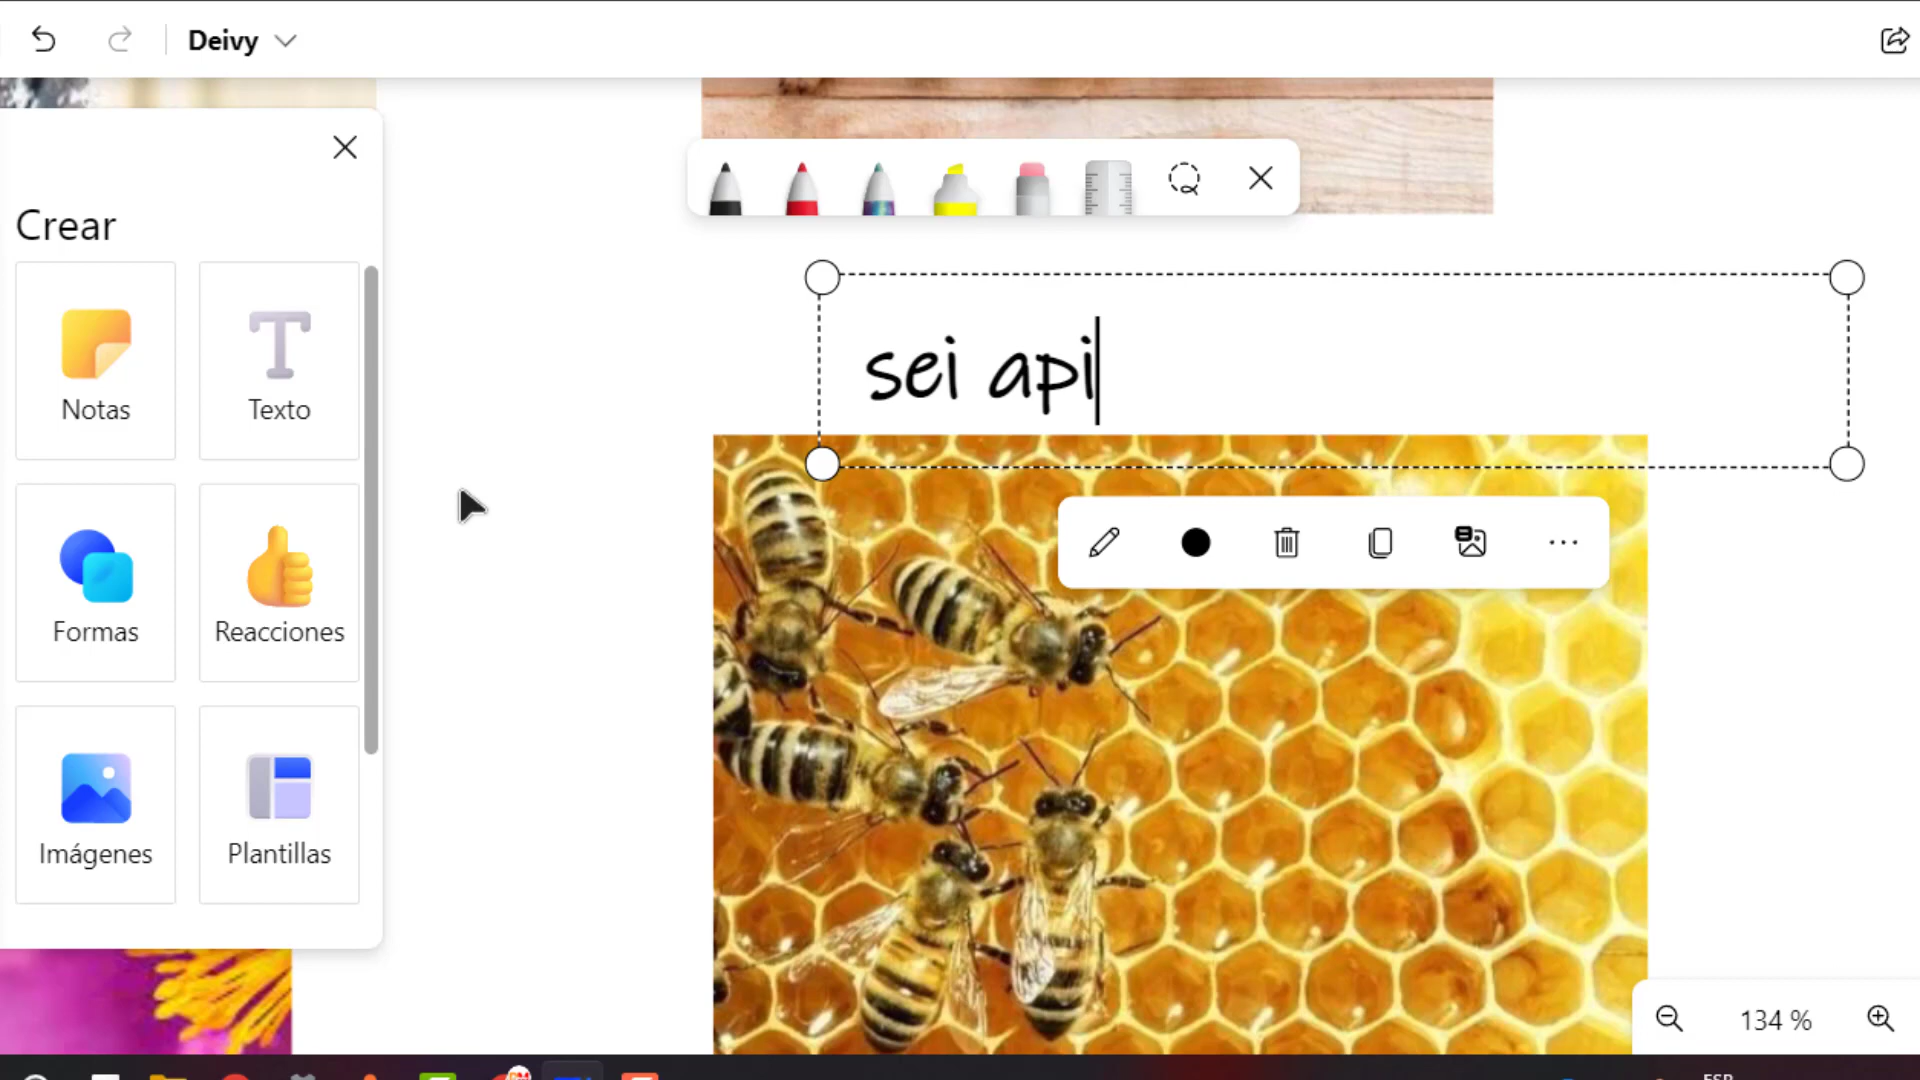 Deivy
Crear
sei api
Notas
Texto
Formas
Reacciones
Imágenes
Plantillas
134 %